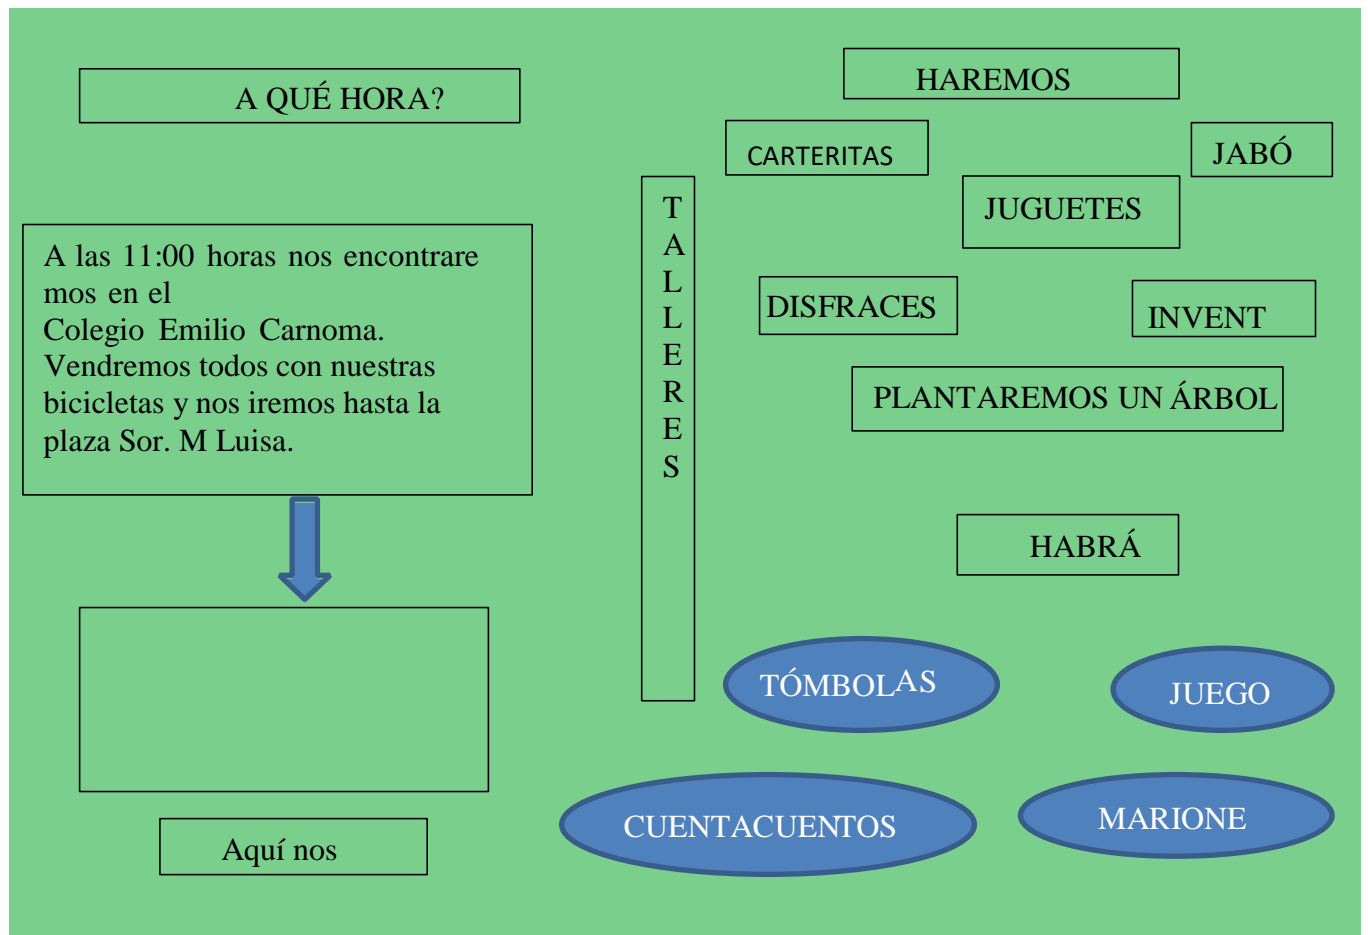 A QUÉ HORA?
A las 11:00 horas nos encontrare
mos en el
Colegio Emilio Carnoma.
Vendremos todos con nuestras
bicicletas y nos iremos hasta la
plaza Sor. M Luisa.
Aquí nos
TALLERES
HAREMOS
CARTERITAS
JABÓ
JUGUETES
DISFRACES
INVENT
PLANTAREMOS UN ÁRBOL
HABRÁ
TÓMBOLAS
JUEGO
CUENTACUENTOS
MARIONE